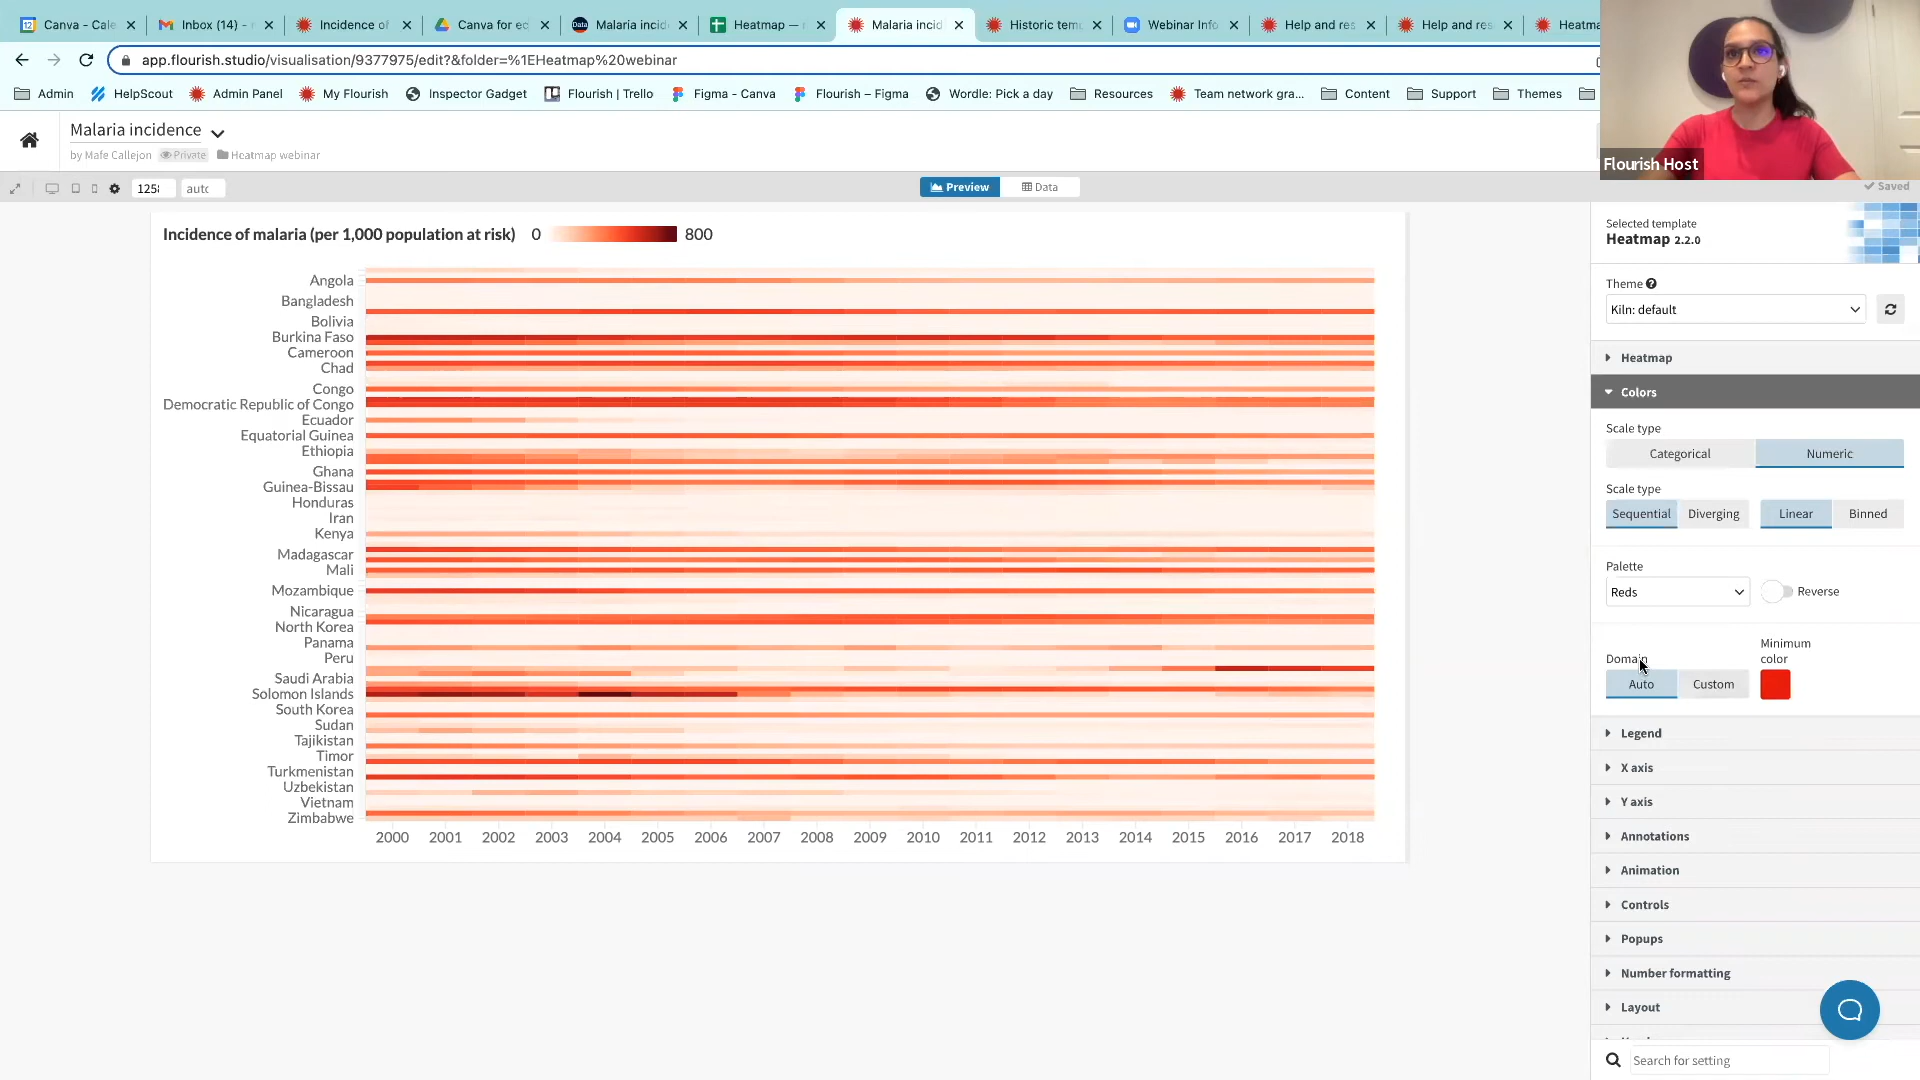 Canva - Cale
Inbox (14) -
Incidence of
Canva for ec
Malaria incid
Heatmap —
Malaria incid
Historic tem
Webinar Info
Help and res
Help and res
Heatma
app.flourish.studio/visualisation/9377975/edit?&folder=%1EHeatmap%20webinar
Admin
HelpScout
Admin Panel
My Flourish
Inspector Gadget
Flourish | Trello
Figma - Canva
Flourish – Figma
Wordle: Pick a day
Resources
Team network gra...
Content
Support
Themes
Flourish Host
Malaria incidence
by Mafe Callejon Private Heatmap webinar
125
auto
Preview
Data
Saved
Incidence of malaria (per 1,000 population at risk) 0 800
Angola
Bangladesh
Bolivia
Burkina Faso
Cameroon
Chad
Congo
Democratic Republic of Congo
Ecuador
Equatorial Guinea
Ethiopia
Ghana
Guinea-Bissau
Honduras
Iran
Kenya
Madagascar
Mali
Mozambique
Nicaragua
North Korea
Panama
Peru
Saudi Arabia
Solomon Islands
South Korea
Sudan
Tajikistan
Timor
Turkmenistan
Uzbekistan
Vietnam
Zimbabwe
2000 2001 2002 2003 2004 2005 2006 2007 2008 2009 2010 2011 2012 2013 2014 2015 2016 2017 2018
Selected template
Heatmap 2.2.0
Theme
Kiln: default
Heatmap
Colors
Scale type
Categorical Numeric
Scale type
Sequential Diverging Linear Binned
Palette
Reds
Reverse
Domain
Auto Custom
Minimum
color
Legend
X axis
Y axis
Annotations
Animation
Controls
Popups
Number formatting
Layout
Search for setting